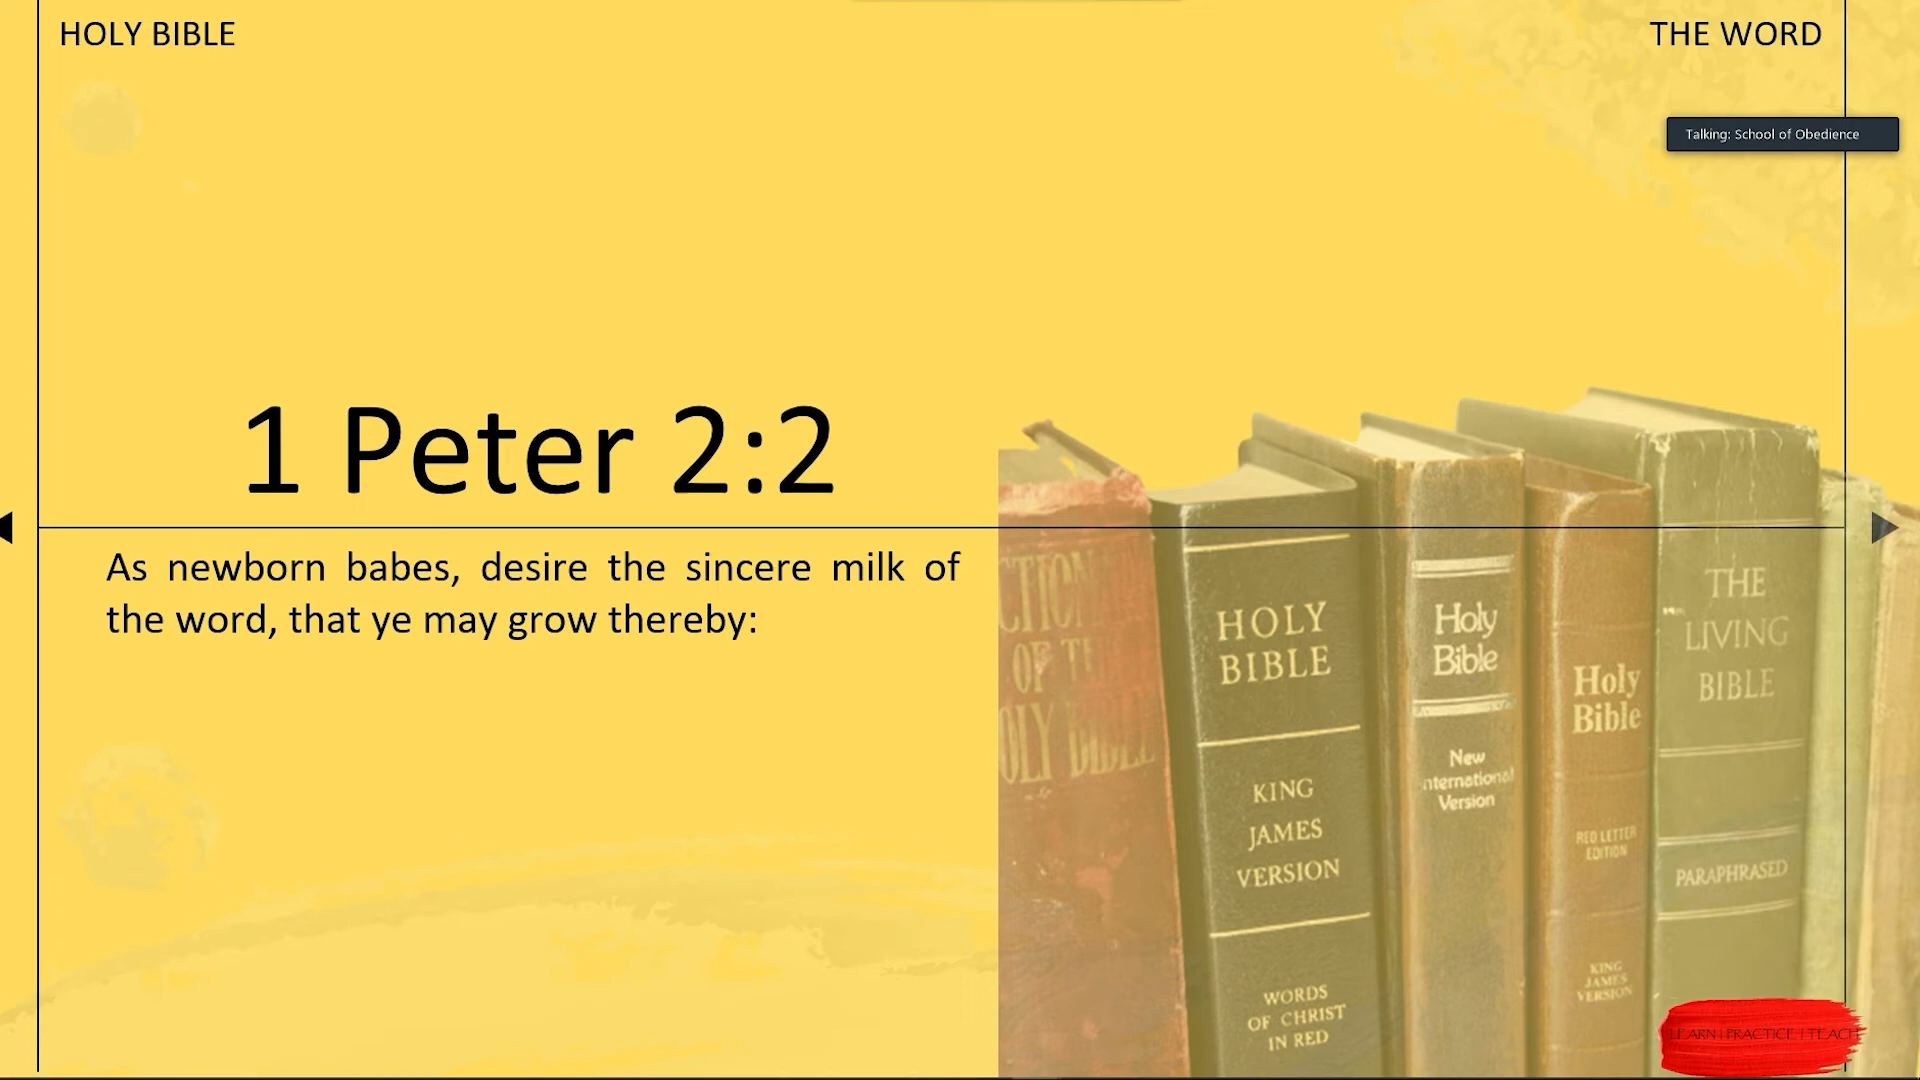 HOLY BIBLE
THE WORD
Talking: School of Obedience
1 Peter 2:2
As newborn babes, desire the sincere milk of
the word, that ye may grow thereby:
OF
HOLY
BIBLE
KING
JAMES
VERSION
WORDS
OF CHRIST
IN RED
Holy
Bible
New
International
Version
Holy
Bible
RED LETTER
EDITION
KING
JAMES
VERSION
THE
LIVING
BIBLE
PARAPHRASED
LEARN | PRACTICE | TEACH